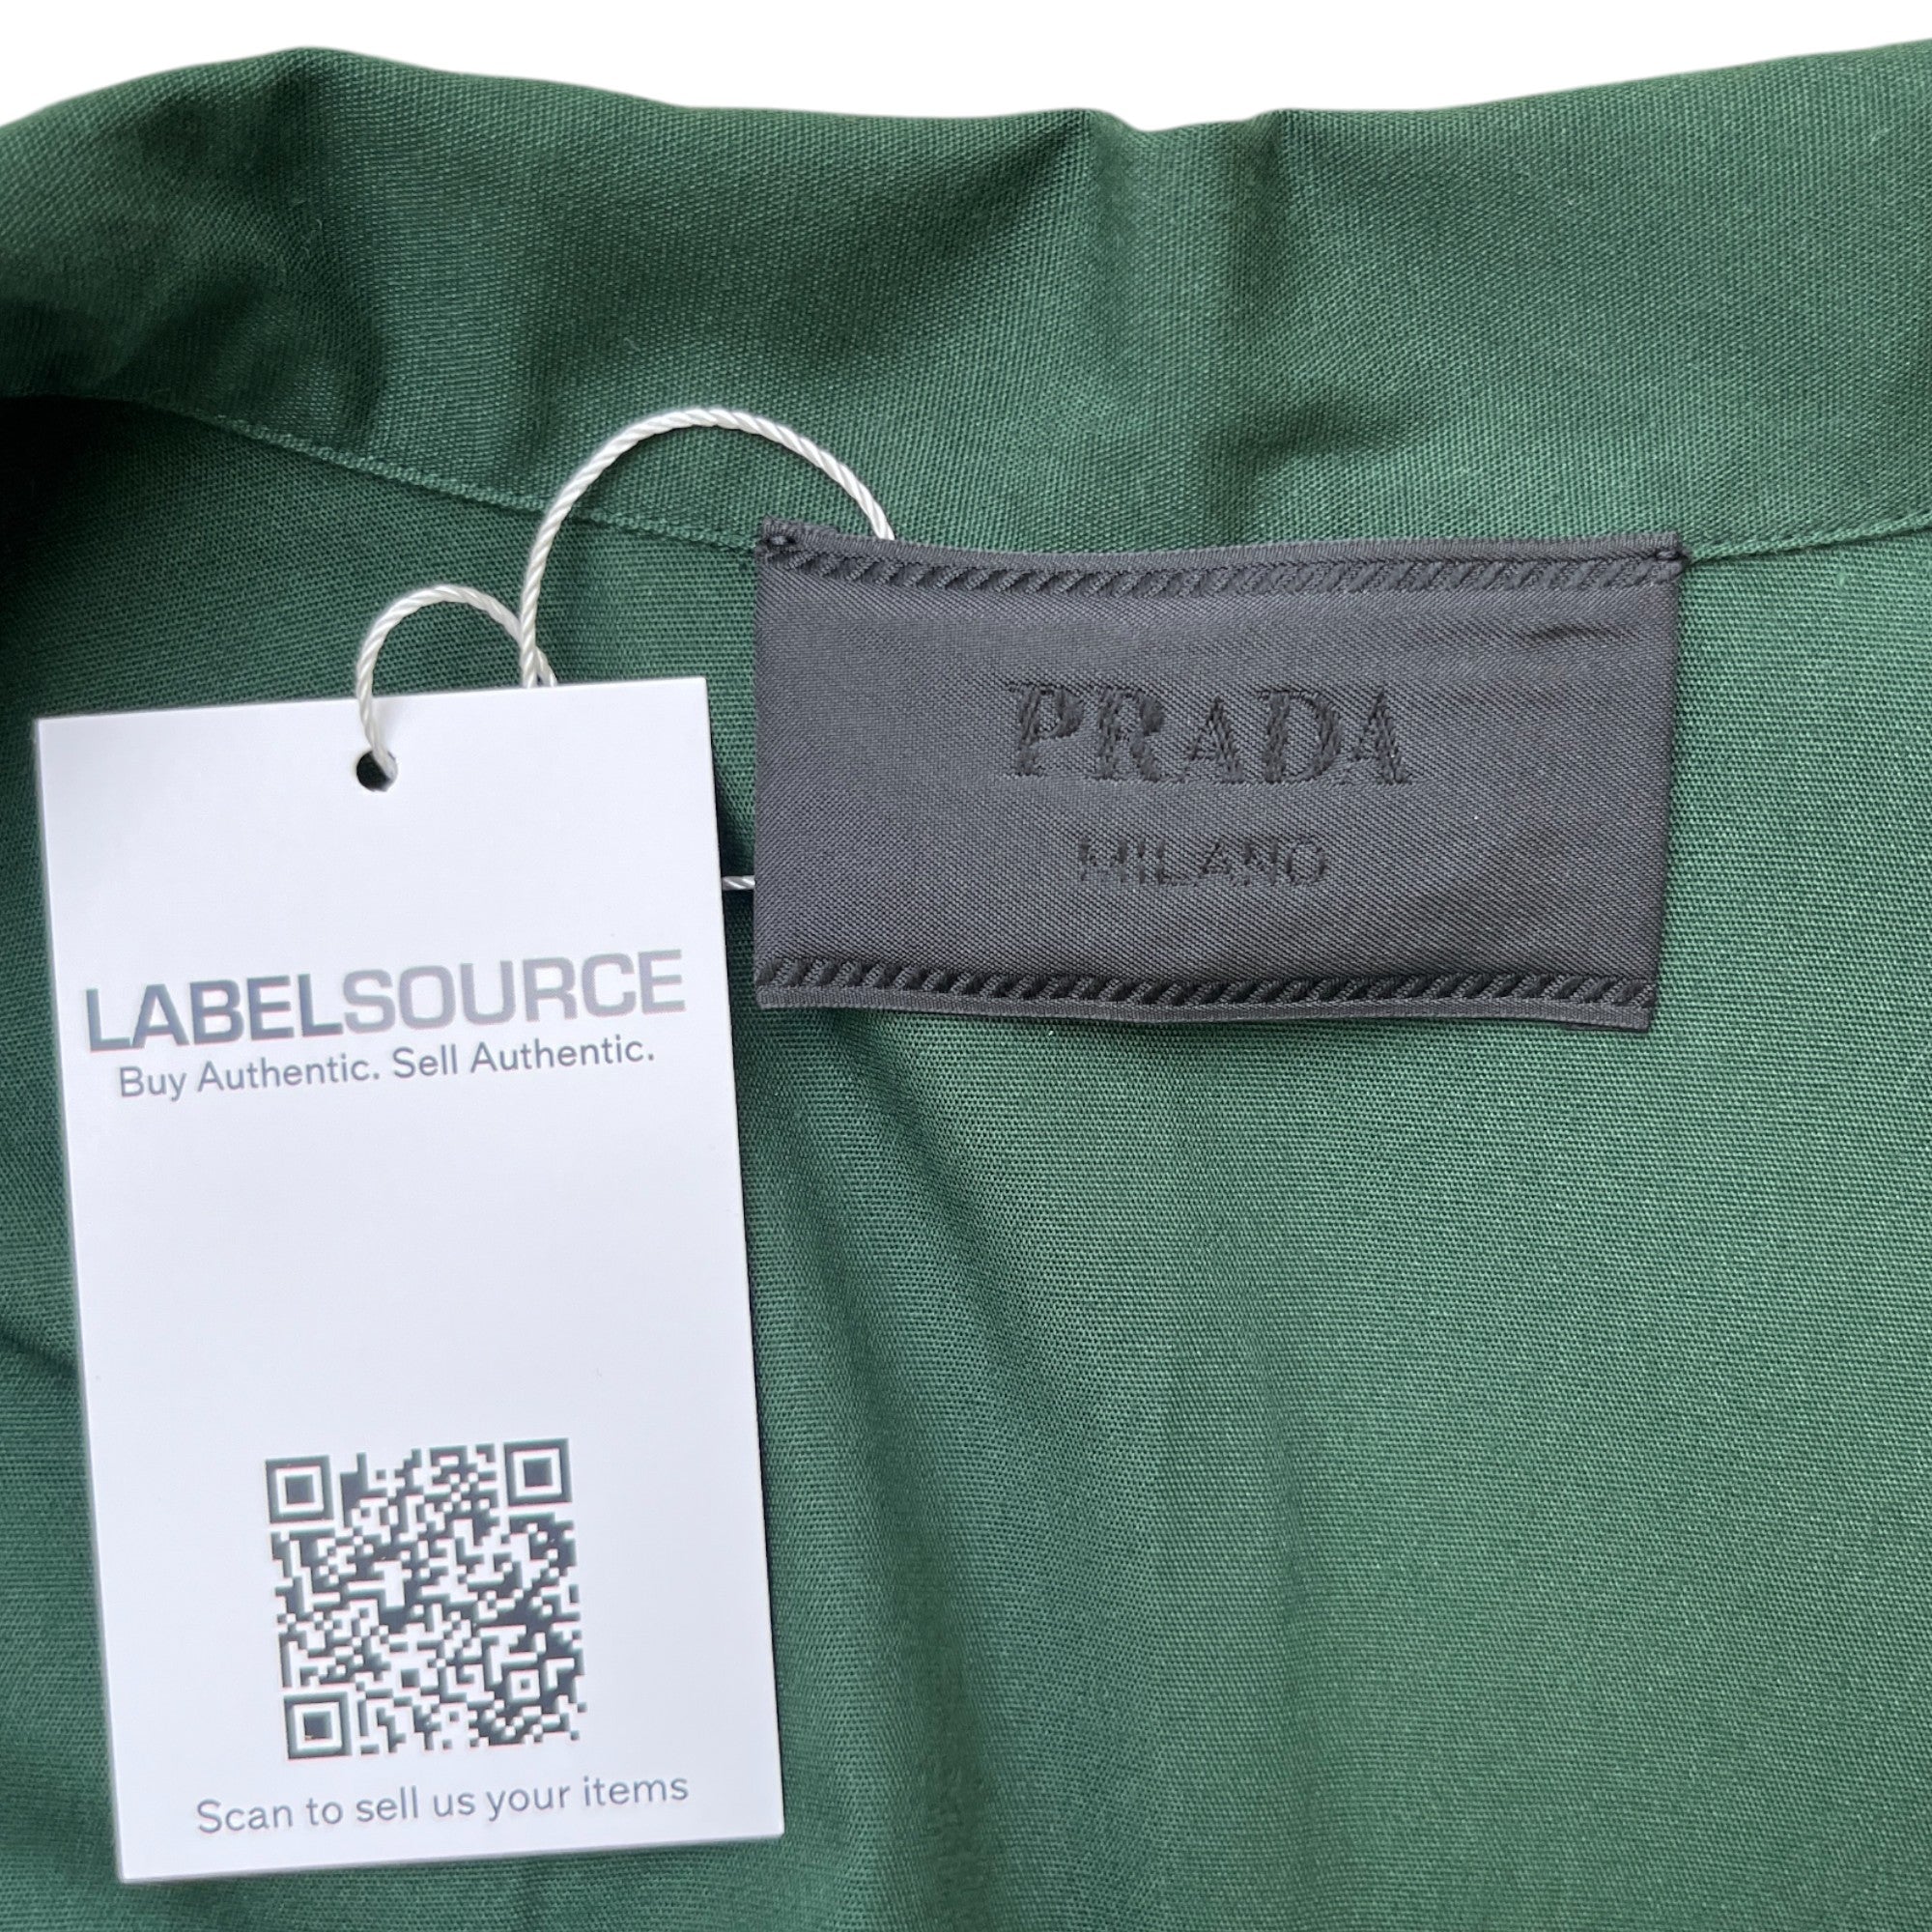 LABELSOURCE
Buy Authentic. Sell Authentic.
Scan to sell us your items
PRADA
MILANO